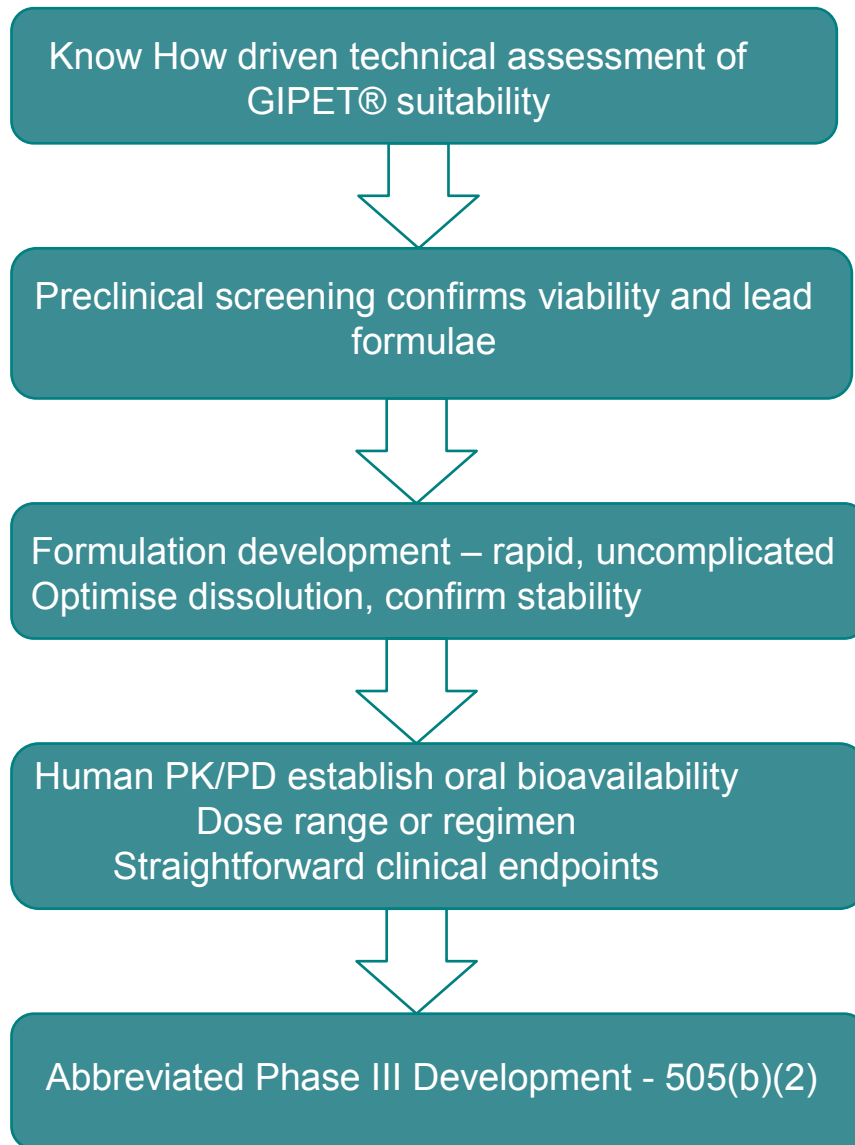 Know How driven technical assessment of
GIPET® suitability
Preclinical screening confirms viability and lead
formulae
Formulation development – rapid, uncomplicated
Optimise dissolution, confirm stability
Human PK/PD establish oral bioavailability
Dose range or regimen
Straightforward clinical endpoints
Abbreviated Phase III Development - 505(b)(2)